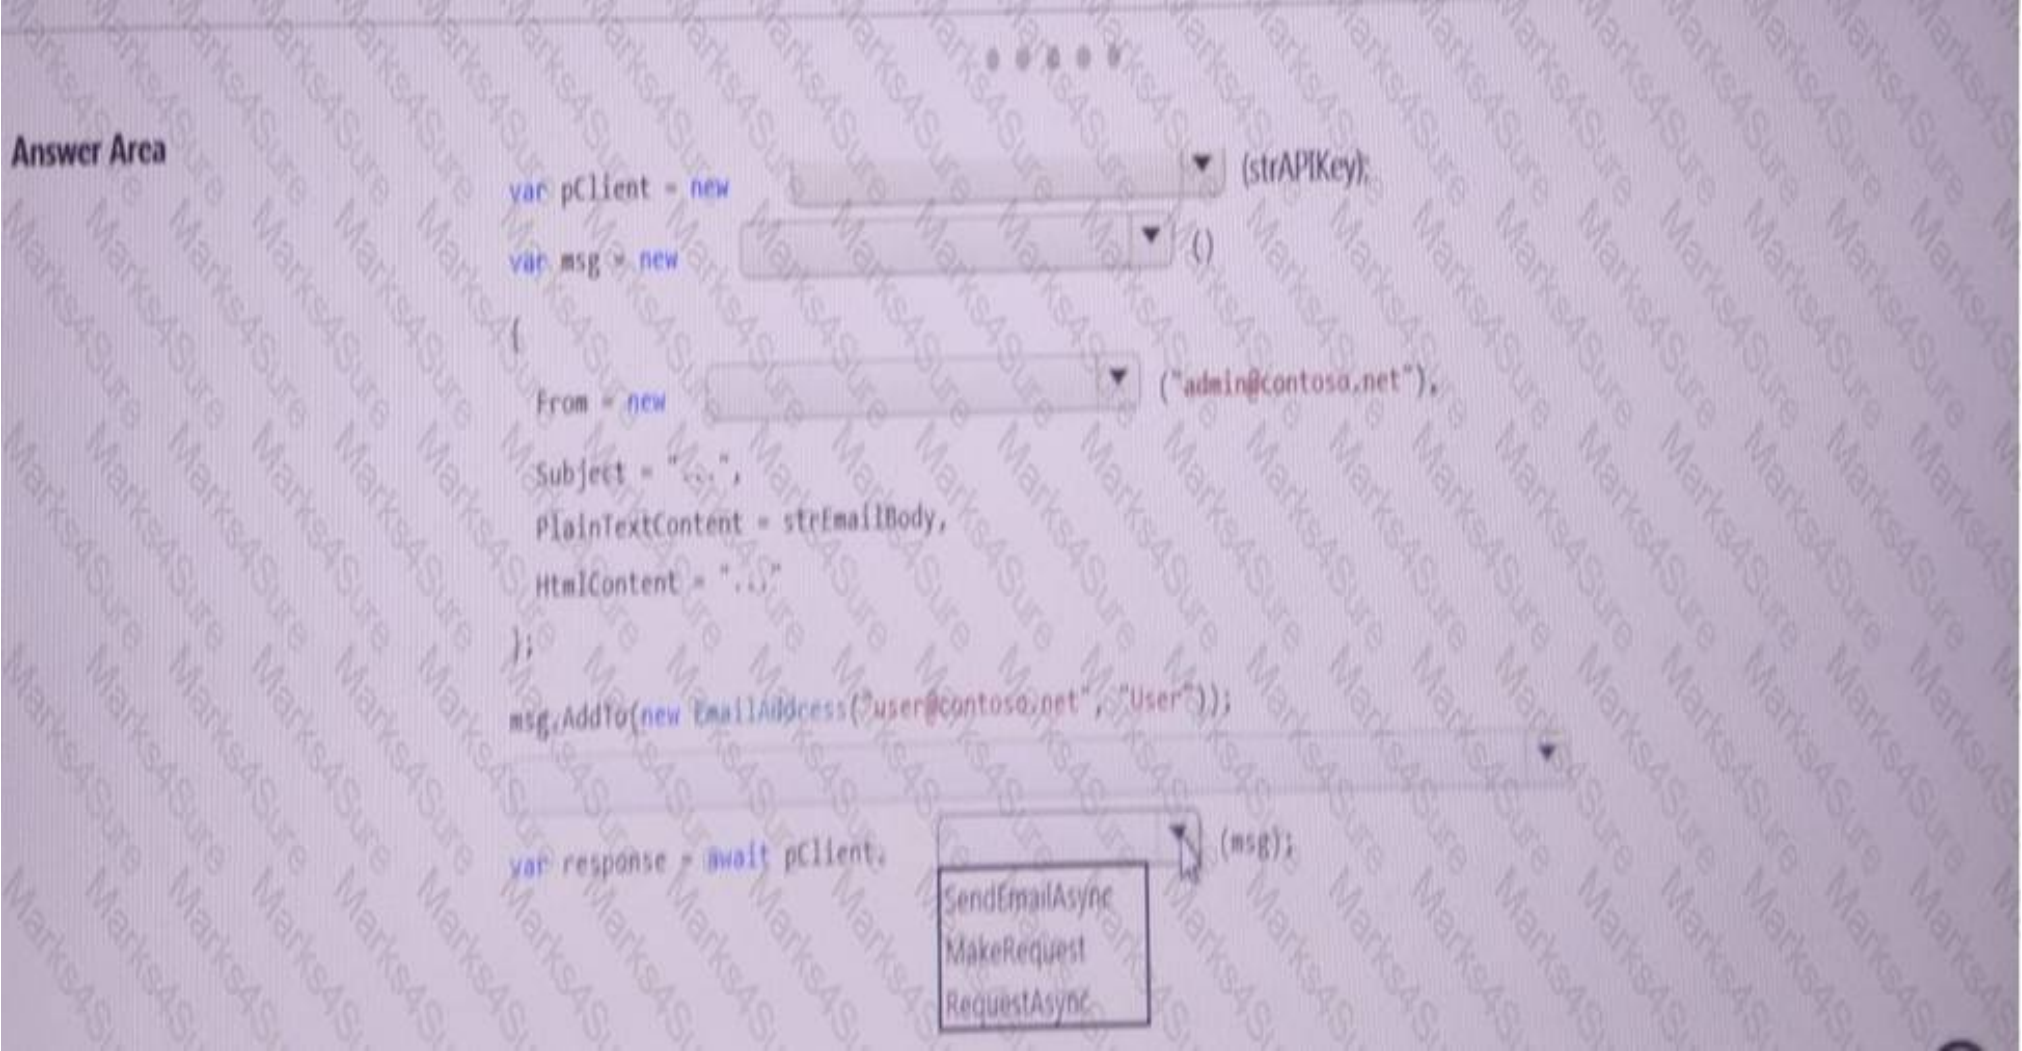 Answer Area
var pClient = new (strAPIKey);
var msg = new ()
{
From = new ("admin@contoso.net"),
Subject = "...",
PlainTextContent = strEmailBody,
HtmlContent = "..."
};
msg.AddTo(new EmailAddress("user@contoso.net", "User"));
var response = await pClient. (msg);
SendEmailAsync
MakeRequest
RequestAsync
Marks4Sure